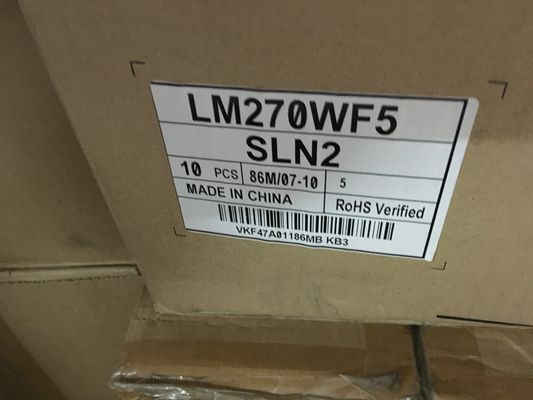 LM270WF5
SLN2
10 PCS 86M/07-10 5
MADE IN CHINA RoHS Verified
VKF47A01186MB KB3